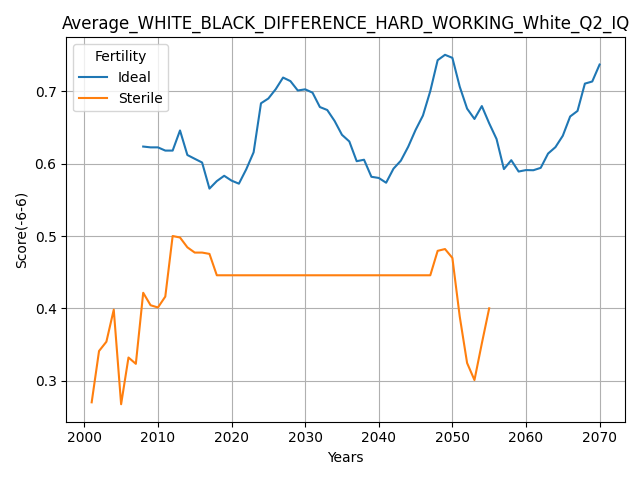 Average_WHITE_BLACK_DIFFERENCE_HARD_WORKING_White_Q2_IQ
Fertility
Ideal
Sterile
Score(-6-6)
0.7
0.6
0.5
0.4
0.3
2000 2010 2020 2030 2040 2050 2060 2070
Years